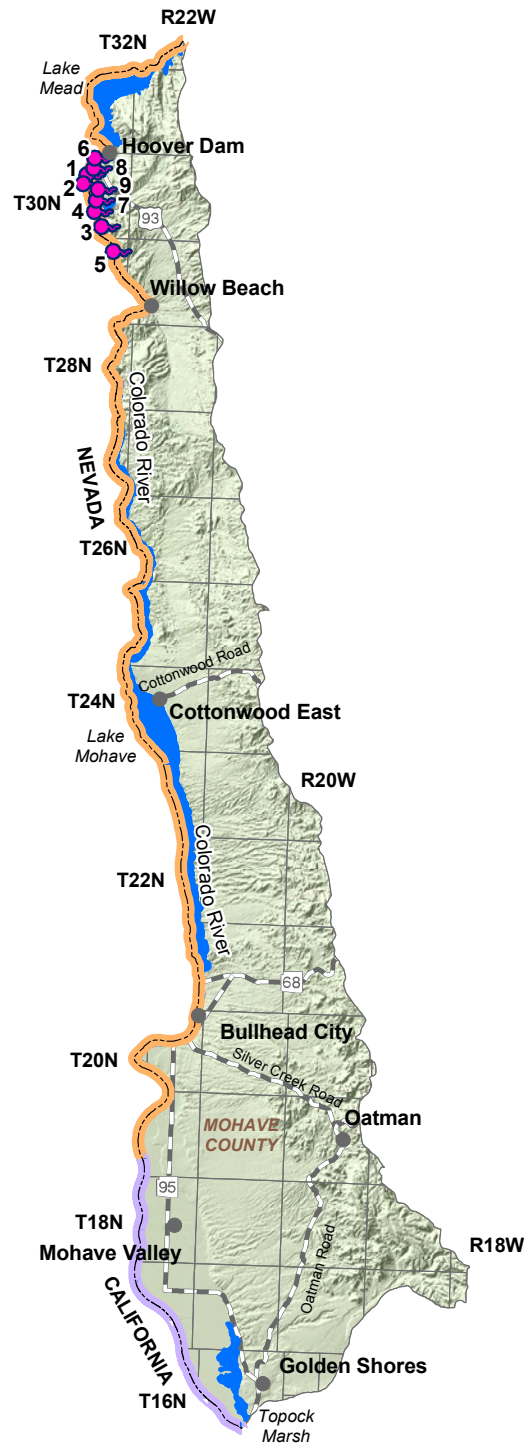 R22W
T32N
Lake
Mead
Hoover Dam
6
1
8
2
9
T30N
7
4
93
3
5
Willow Beach
T28N
Colorado River
NEVADA
T26N
Cottonwood Road
T24N
Cottonwood East
Lake
Mohave
R20W
Colorado River
T22N
68
Bullhead City
T20N
Silver Creek Road
Oatman
MOHAVE
COUNTY
95
T18N
Mohave Valley
R18W
Oatman Road
CALIFORNIA
Golden Shores
T16N
Topock
Marsh